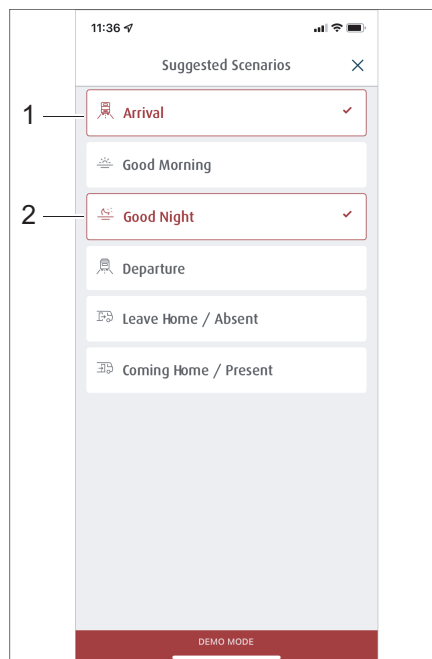 11:36
Suggested Scenarios
1
Arrival
Good Morning
2
Good Night
Departure
Leave Home / Absent
Coming Home / Present
DEMO MODE